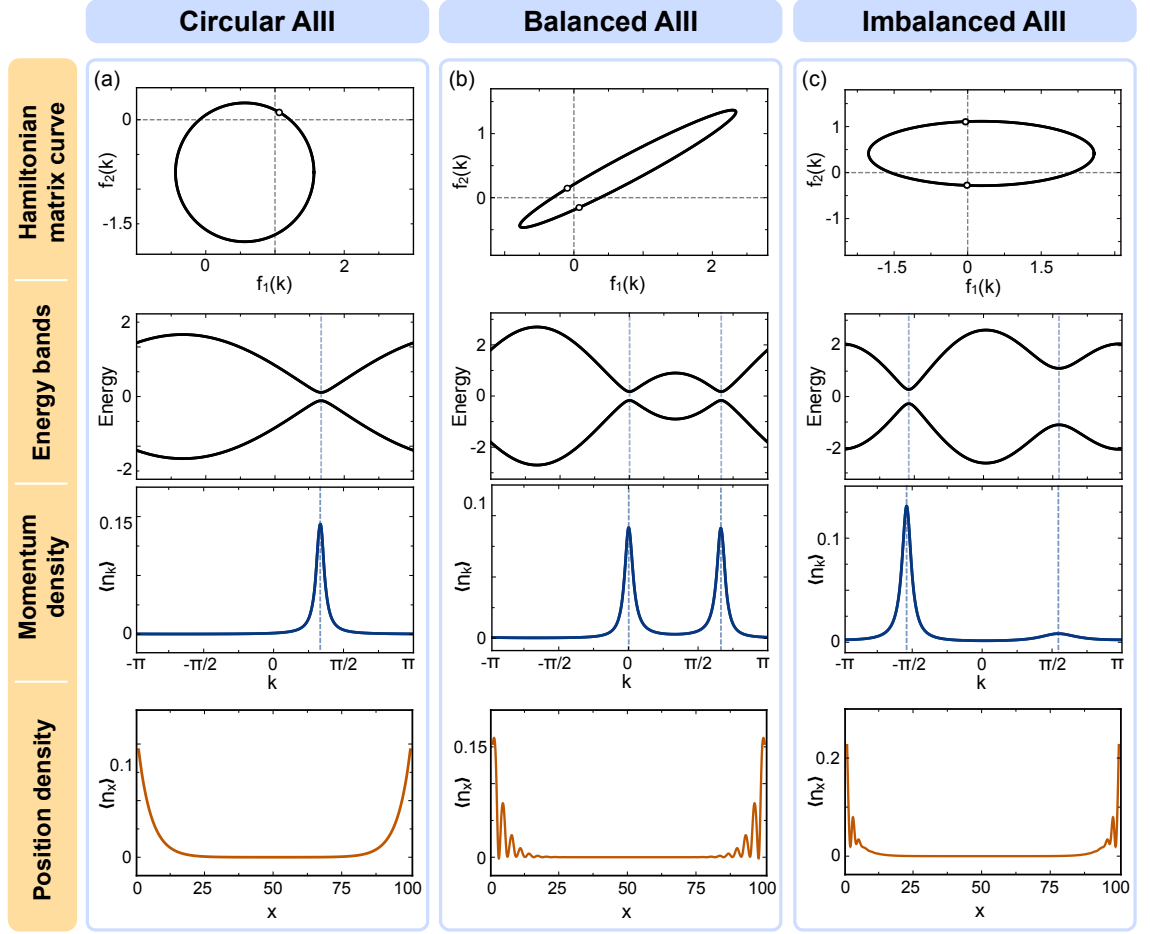 Circular AIII
Balanced AIII
Imbalanced AIII
Hamiltonian
matrix curve
Energy bands
Momentum
density
Position density
(a)
f₂(k)
0
-1.5
0
2
f₁(k)
Energy
2
0
-2
⟨nₖ⟩
0.15
0
-π
-π/2
0
π/2
π
k
⟨nₓ⟩
0.1
0
0
25
50
75
100
x
(b)
f₂(k)
1
0
0
2
f₁(k)
Energy
2
0
-2
⟨nₖ⟩
0.1
0
-π
-π/2
0
π/2
π
k
⟨nₓ⟩
0.15
0
0
25
50
75
100
x
(c)
f₂(k)
1
0
-1
-1.5
0
1.5
f₁(k)
Energy
2
0
-2
⟨nₖ⟩
0.1
0
-π
-π/2
0
π/2
π
k
⟨nₓ⟩
0.2
0
0
25
50
75
100
x